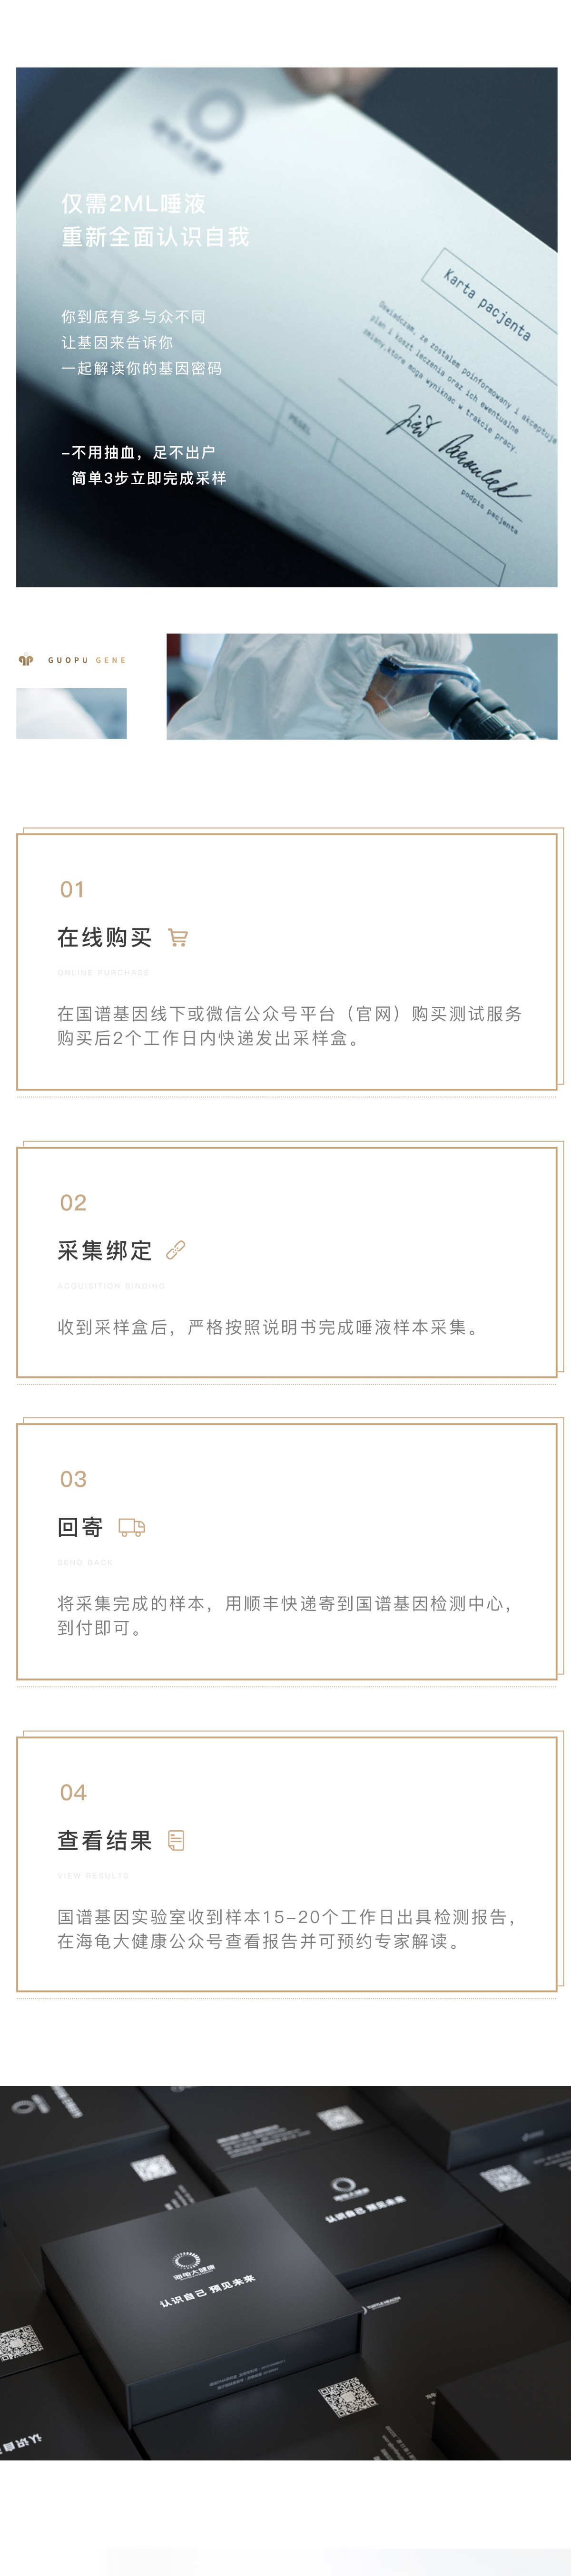 仅需2ML唾液
重新全面认识自我
你到底有多与众不同
让基因来告诉你
一起解读你的基因密码
-不用抽血，足不出户
简单3步立即完成采样
Karta pacjenta
Oświadczam, że zostałem poinformowany i akceptuję
plan i koszt leczenia oraz ich ewentualne
zmiany, które mogą wyniknąć w trakcie pracy.
podpis pacjenta
PESEL
GUOPU GENE
01
在线购买
ONLINE PURCHASE
在国谱基因线下或微信公众号平台（官网）购买测试服务
购买后2个工作日内快递发出采样盒。
02
采集绑定
ACQUISITION BINDING
收到采样盒后，严格按照说明书完成唾液样本采集。
03
回寄
SEND BACK
将采集完成的样本，用顺丰快递寄到国谱基因检测中心，
到付即可。
04
查看结果
VIEW RESULTS
国谱基因实验室收到样本15-20个工作日出具检测报告，
在海龟大健康公众号查看报告并可预约专家解读。
认识自己 预见未来
海龟大健康
认识自己 预见未来